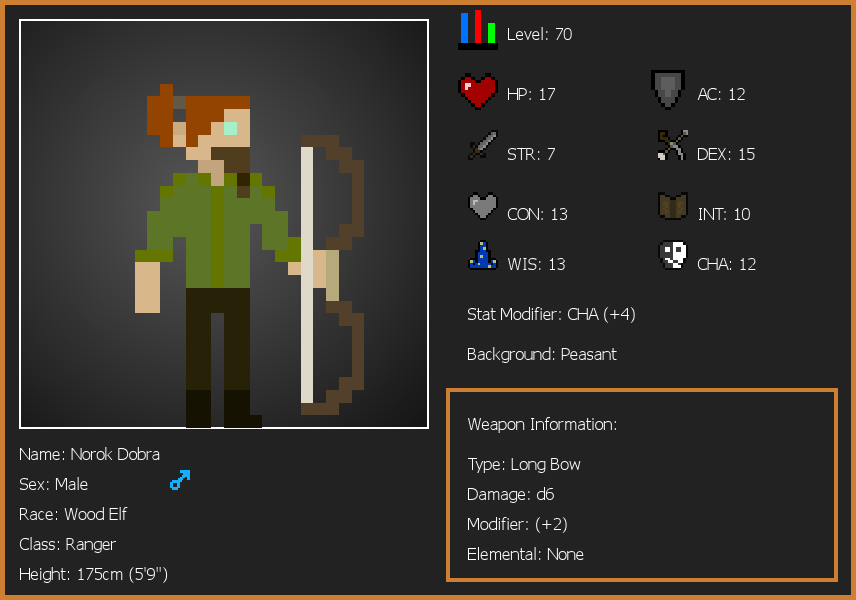 Level: 70
HP: 17
AC: 12
STR: 7
DEX: 15
CON: 13
INT: 10
WIS: 13
CHA: 12
Stat Modifier: CHA (+4)
Background: Peasant
Weapon Information:
Type: Long Bow
Damage: d6
Modifier: (+2)
Elemental: None
Name: Norok Dobra
Sex: Male
Race: Wood Elf
Class: Ranger
Height: 175cm (5'9")